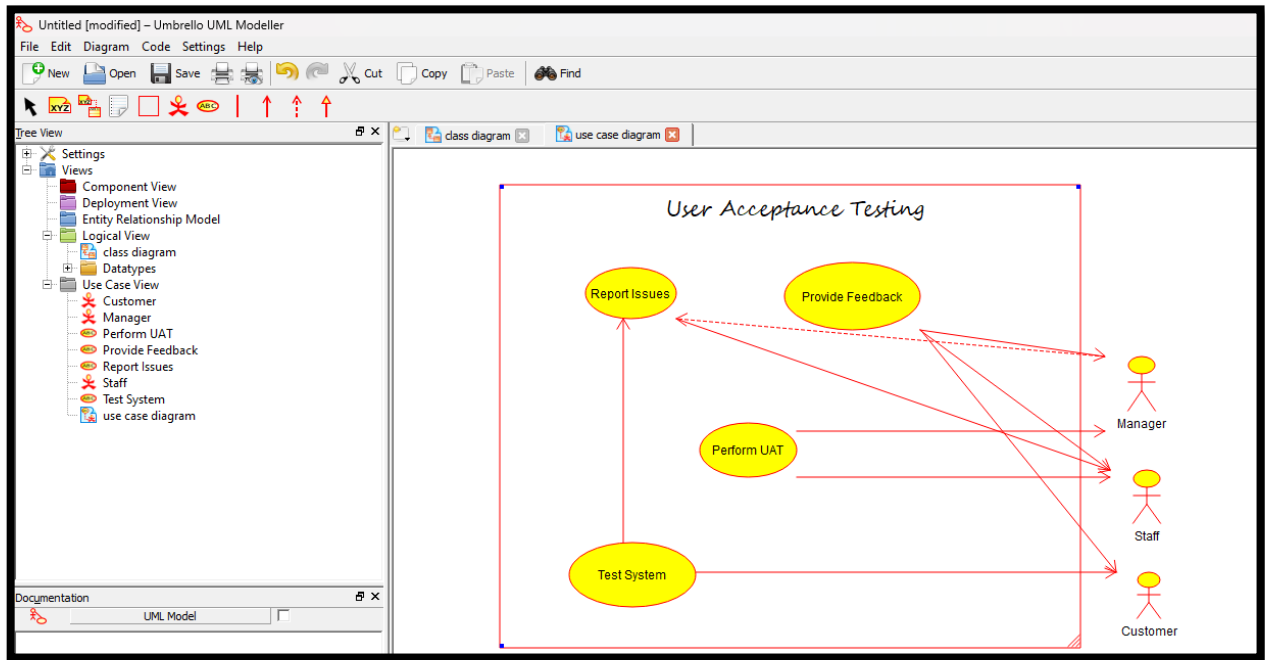 Untitled [modified] – Umbrello UML Modeller
File Edit Diagram Code Settings Help
New Open Save Cut Copy Paste Find
XYZ ABC
Tree View
class diagram use case diagram
Settings
Views
Component View
Deployment View
Entity Relationship Model
Logical View
class diagram
Datatypes
Use Case View
Customer
Manager
Perform UAT
Provide Feedback
Report Issues
Staff
Test System
use case diagram
Documentation
UML Model
User Acceptance Testing
Report Issues
Provide Feedback
Manager
Perform UAT
Staff
Test System
Customer